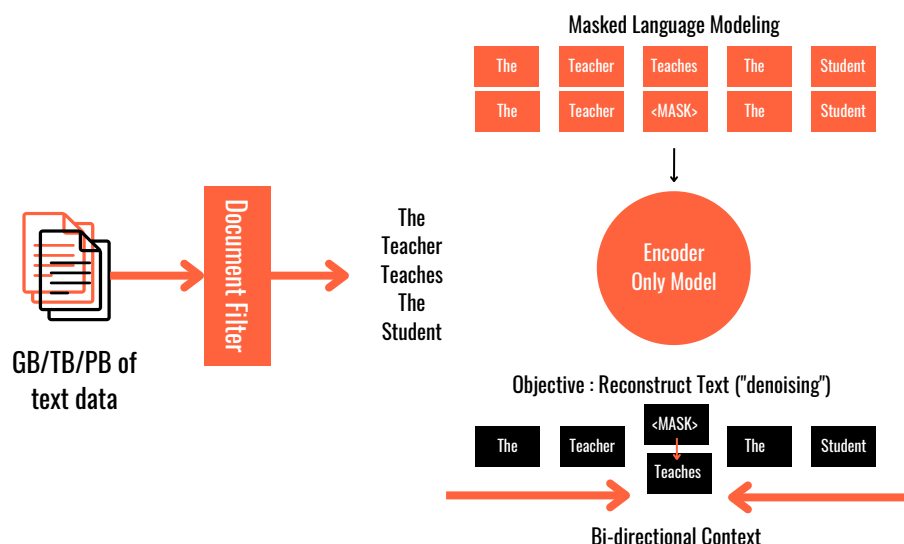 GB/TB/PB of
text data
Document Filter
The
Teacher
Teaches
The
Student
Masked Language Modeling
The Teacher Teaches The Student
The Teacher <MASK> The Student
Encoder
Only Model
Objective : Reconstruct Text ("denoising")
<MASK>
The Teacher The Student
Teaches
Bi-directional Context